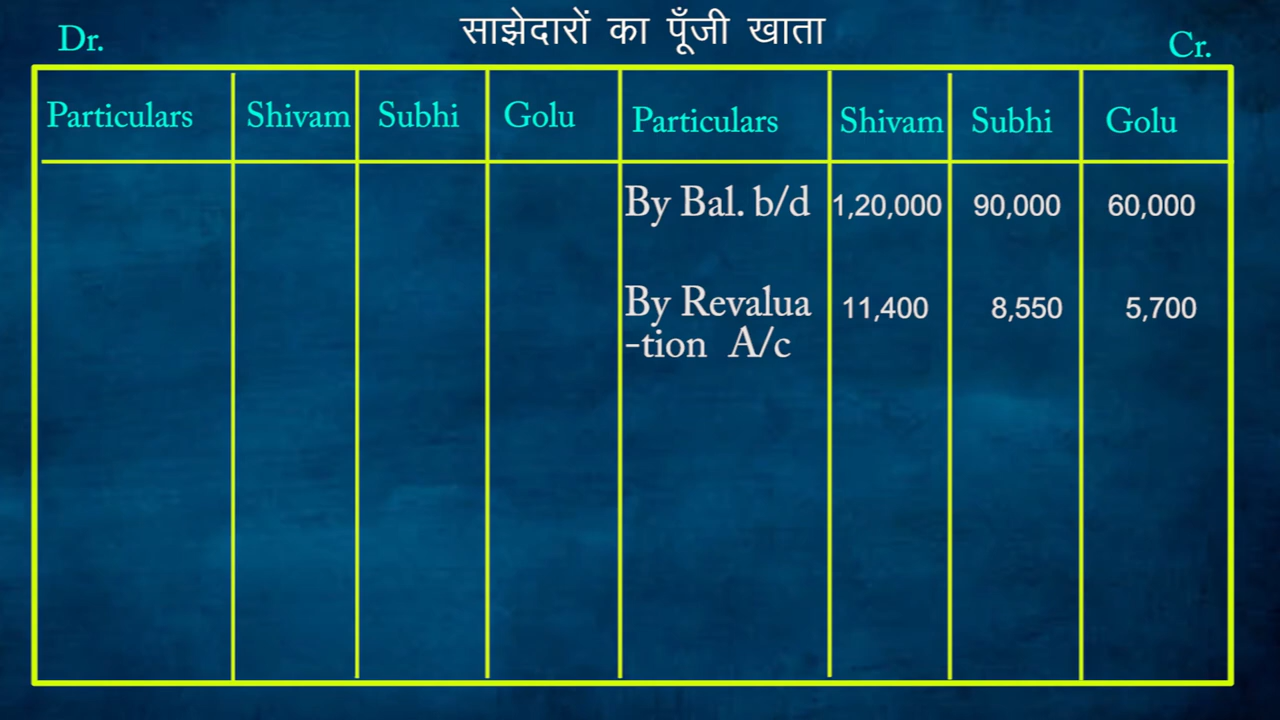 साझेदारों का पूँजी खाता
Dr. Cr.
Particulars Shivam Subhi Golu Particulars Shivam Subhi Golu
By Bal. b/d 1,20,000 90,000 60,000
By Revalua 11,400 8,550 5,700
-tion A/c